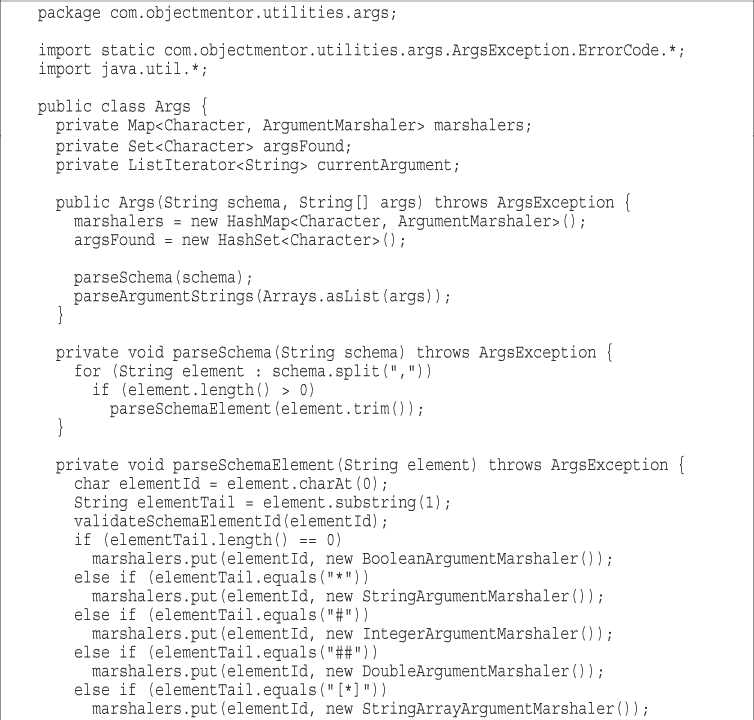 package com.objectmentor.utilities.args;

import static com.objectmentor.utilities.args.ArgsException.ErrorCode.*;
import java.util.*;

public class Args {
  private Map<Character, ArgumentMarshaler> marshalers;
  private Set<Character> argsFound;
  private ListIterator<String> currentArgument;

  public Args(String schema, String[] args) throws ArgsException {
    marshalers = new HashMap<Character, ArgumentMarshaler>();
    argsFound = new HashSet<Character>();

    parseSchema(schema);
    parseArgumentStrings(Arrays.asList(args));
  }

  private void parseSchema(String schema) throws ArgsException {
    for (String element : schema.split(","))
      if (element.length() > 0)
        parseSchemaElement(element.trim());
  }

  private void parseSchemaElement(String element) throws ArgsException {
    char elementId = element.charAt(0);
    String elementTail = element.substring(1);
    validateSchemaElementId(elementId);
    if (elementTail.length() == 0)
      marshalers.put(elementId, new BooleanArgumentMarshaler());
    else if (elementTail.equals("*"))
      marshalers.put(elementId, new StringArgumentMarshaler());
    else if (elementTail.equals("#"))
      marshalers.put(elementId, new IntegerArgumentMarshaler());
    else if (elementTail.equals("##"))
      marshalers.put(elementId, new DoubleArgumentMarshaler());
    else if (elementTail.equals("[*]"))
      marshalers.put(elementId, new StringArrayArgumentMarshaler());